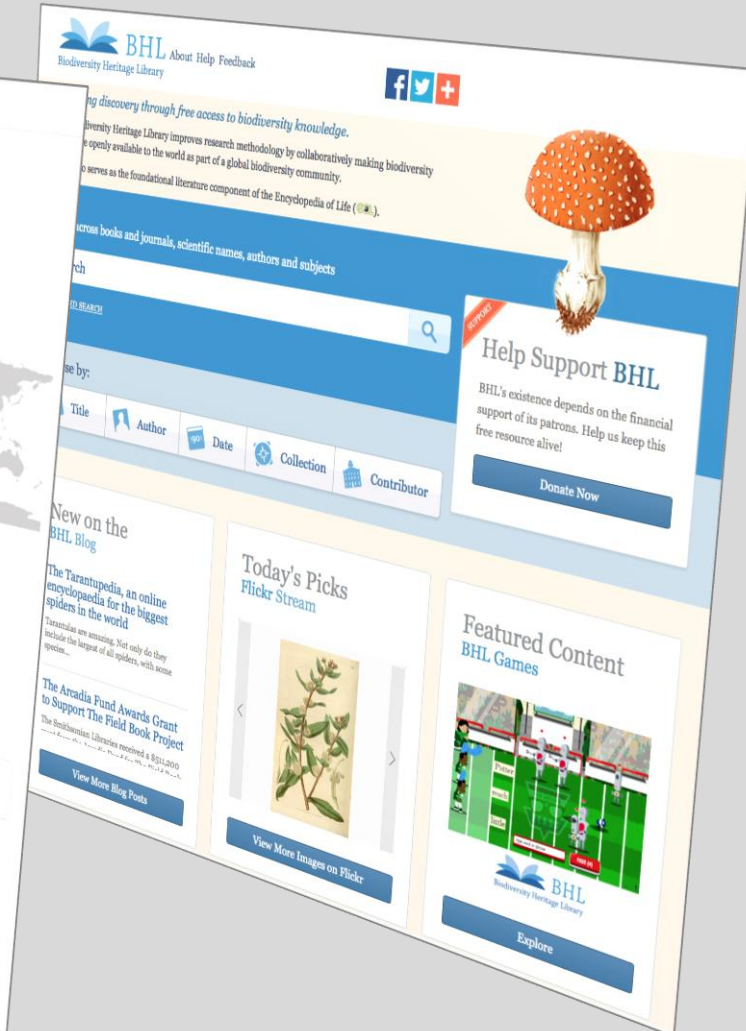 BHL About Help Feedback
Biodiversity Heritage Library
discovery through free access to biodiversity knowledge.
Heritage Library improves research methodology by collaboratively making biodiversity
openly available to the world as part of a global biodiversity community.
serves as the foundational literature component of the Encyclopedia of Life ( ).
across books and journals, scientific names, authors and subjects
SEARCH
by:
Title
Author
Date
Collection
Contributor
SUPPORT
Help Support BHL
BHL's existence depends on the financial
support of its patrons. Help us keep this
free resource alive!
Donate Now
New on the
BHL Blog
The Tarantupedia, an online
encyclopaedia for the biggest
spiders in the world
Tarantulas are amazing. Not only do they
include the largest of all spiders, with some
species...
The Arcadia Fund Awards Grant
to Support The Field Book Project
The Smithsonian Libraries received a $511,200
View More Blog Posts
Today's Picks
Flickr Stream
View More Images on Flickr
Featured Content
BHL Games
BHL
Biodiversity Heritage Library
Explore